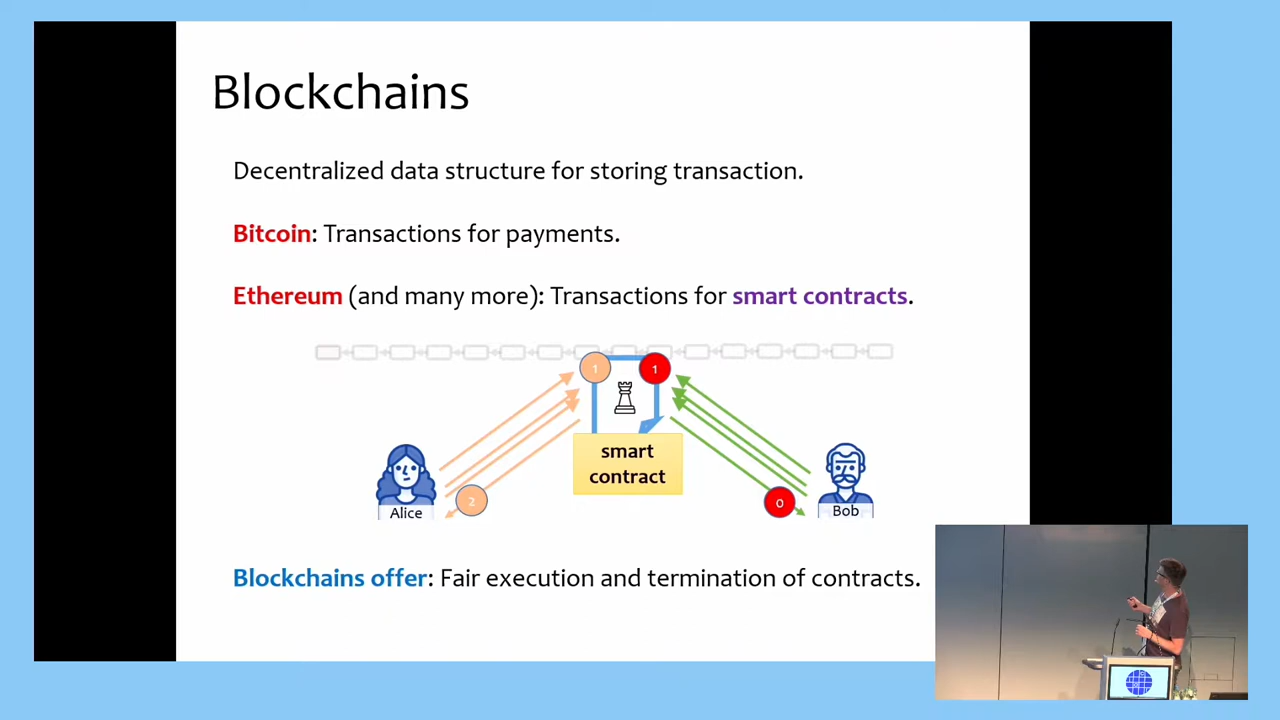 Blockchains
Decentralized data structure for storing transaction.
Bitcoin: Transactions for payments.
Ethereum (and many more): Transactions for smart contracts.
1
1
smart
contract
2
0
Alice
Bob
Blockchains offer: Fair execution and termination of contracts.